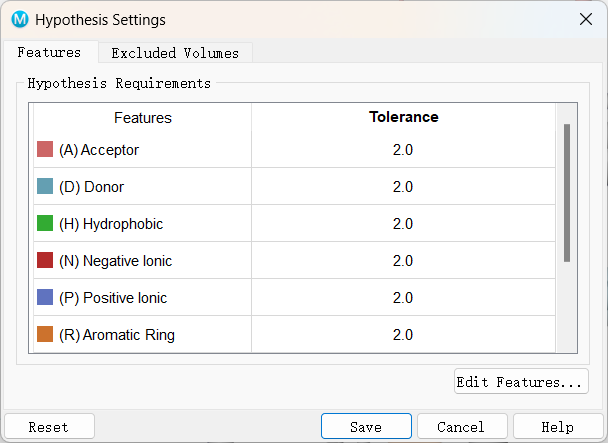 M Hypothesis Settings
Features Excluded Volumes
Hypothesis Requirements
Features Tolerance
(A) Acceptor 2.0
(D) Donor 2.0
(H) Hydrophobic 2.0
(N) Negative Ionic 2.0
(P) Positive Ionic 2.0
(R) Aromatic Ring 2.0
Edit Features...
Reset Save Cancel Help